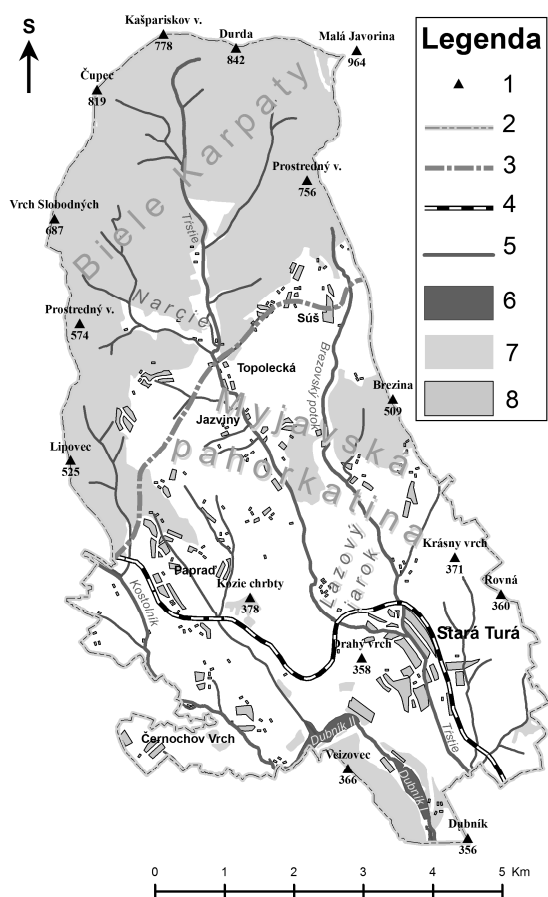 Kašpariskov v.
778
Durda
842
Malá Javorina
964
S
Legenda
1
2
3
4
5
6
7
8
Čupec
819
Biele Karpaty
Prostredný v.
756
Vrch Slobodných
687
Tŕstie
Narcie
Prostredný v.
574
Súš
Topolecká
Brezovský potok
Brezina
509
Jazviny
Myjavská
pahorkatina
Lipovec
525
Lazový
jarok
Krásny vrch
371
Papraď
Kozie chrbty
378
Kostolník
Rovná
360
Stará Turá
Drahý vrch
358
Tŕstie
Černochov Vrch
Dubník II
Veizovec
366
Dubník I
Dubník
356
0 1 2 3 4 5 Km